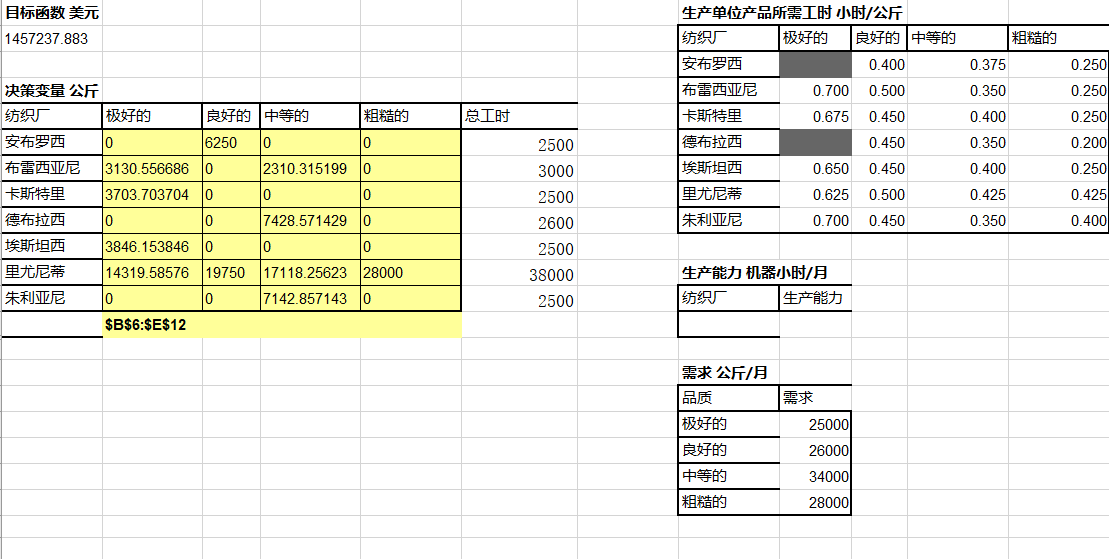 目标函数 美元
1457237.883
决策变量 公斤
纺织厂 极好的 良好的 中等的 粗糙的 总工时
安布罗西 0 6250 0 0 2500
布雷西亚尼 3130.556686 0 2310.315199 0 3000
卡斯特里 3703.703704 0 0 0 2500
德布拉西 0 0 7428.571429 0 2600
埃斯坦西 3846.153846 0 0 0 2500
里尤尼蒂 14319.58576 19750 17118.25623 28000 38000
朱利亚尼 0 0 7142.857143 0 2500
$B$6:$E$12
生产单位产品所需工时 小时/公斤
纺织厂 极好的 良好的 中等的 粗糙的
安布罗西 0.400 0.375 0.250
布雷西亚尼 0.700 0.500 0.350 0.250
卡斯特里 0.675 0.450 0.400 0.250
德布拉西 0.450 0.350 0.200
埃斯坦西 0.650 0.450 0.400 0.250
里尤尼蒂 0.625 0.500 0.425 0.425
朱利亚尼 0.700 0.450 0.350 0.400
生产能力 机器小时/月
纺织厂 生产能力
需求 公斤/月
品质 需求
极好的 25000
良好的 26000
中等的 34000
粗糙的 28000